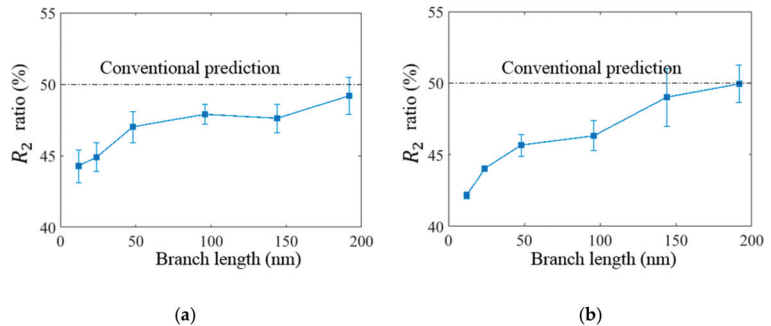 55
50
45
40
R2 ratio (%)
Conventional prediction
0 50 100 150 200
Branch length (nm)
(a)
55
50
45
40
R2 ratio (%)
Conventional prediction
0 50 100 150 200
Branch length (nm)
(b)